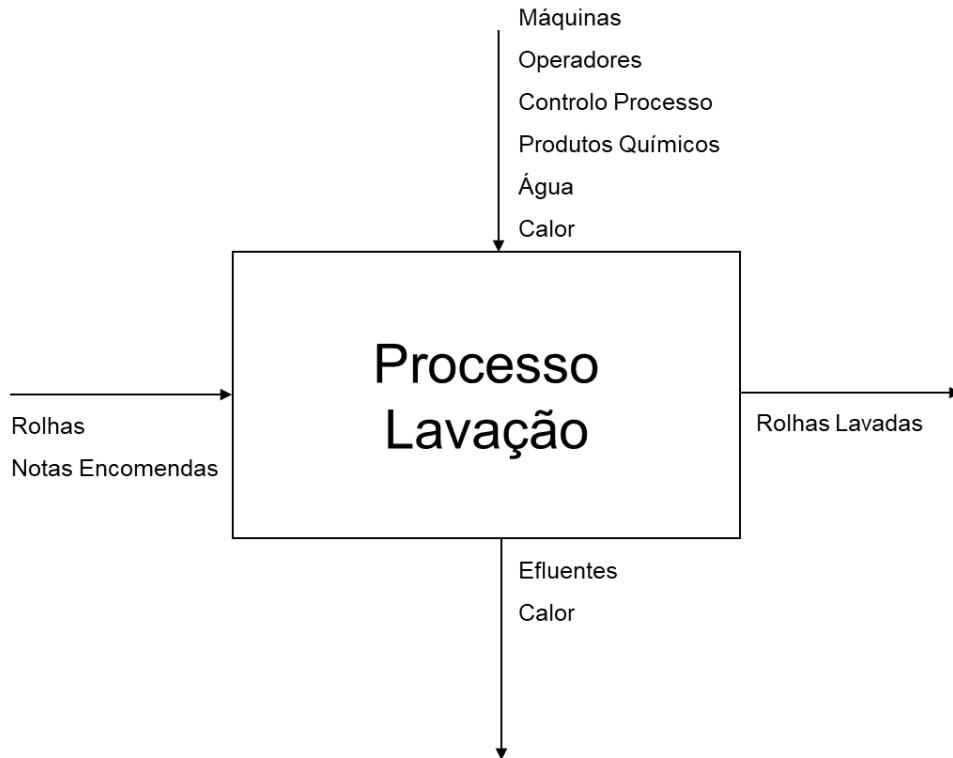 Máquinas
Operadores
Controlo Processo
Produtos Químicos
Água
Calor
Processo
Lavação
Rolhas
Notas Encomendas
Rolhas Lavadas
Efluentes
Calor